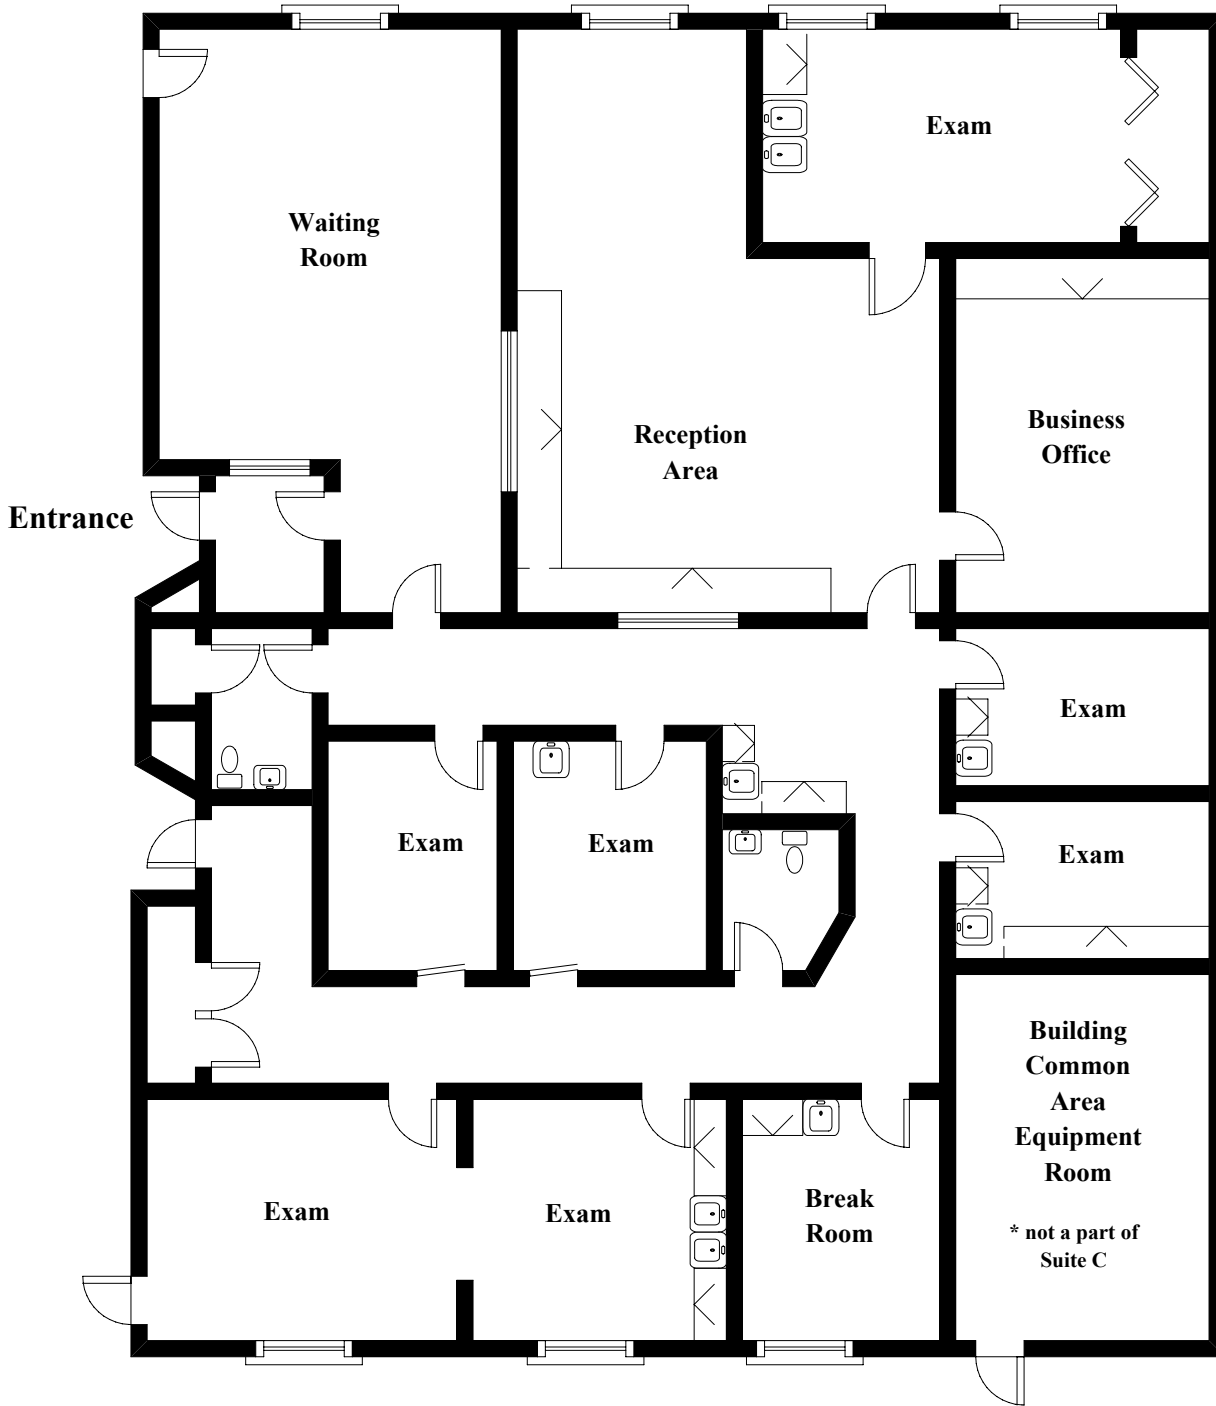 Exam
Waiting
Room
Business
Office
Reception
Area
Entrance
Exam
Exam
Exam
Exam
Building
Common
Area
Equipment
Room
* not a part of
Suite C
Exam
Exam
Break
Room